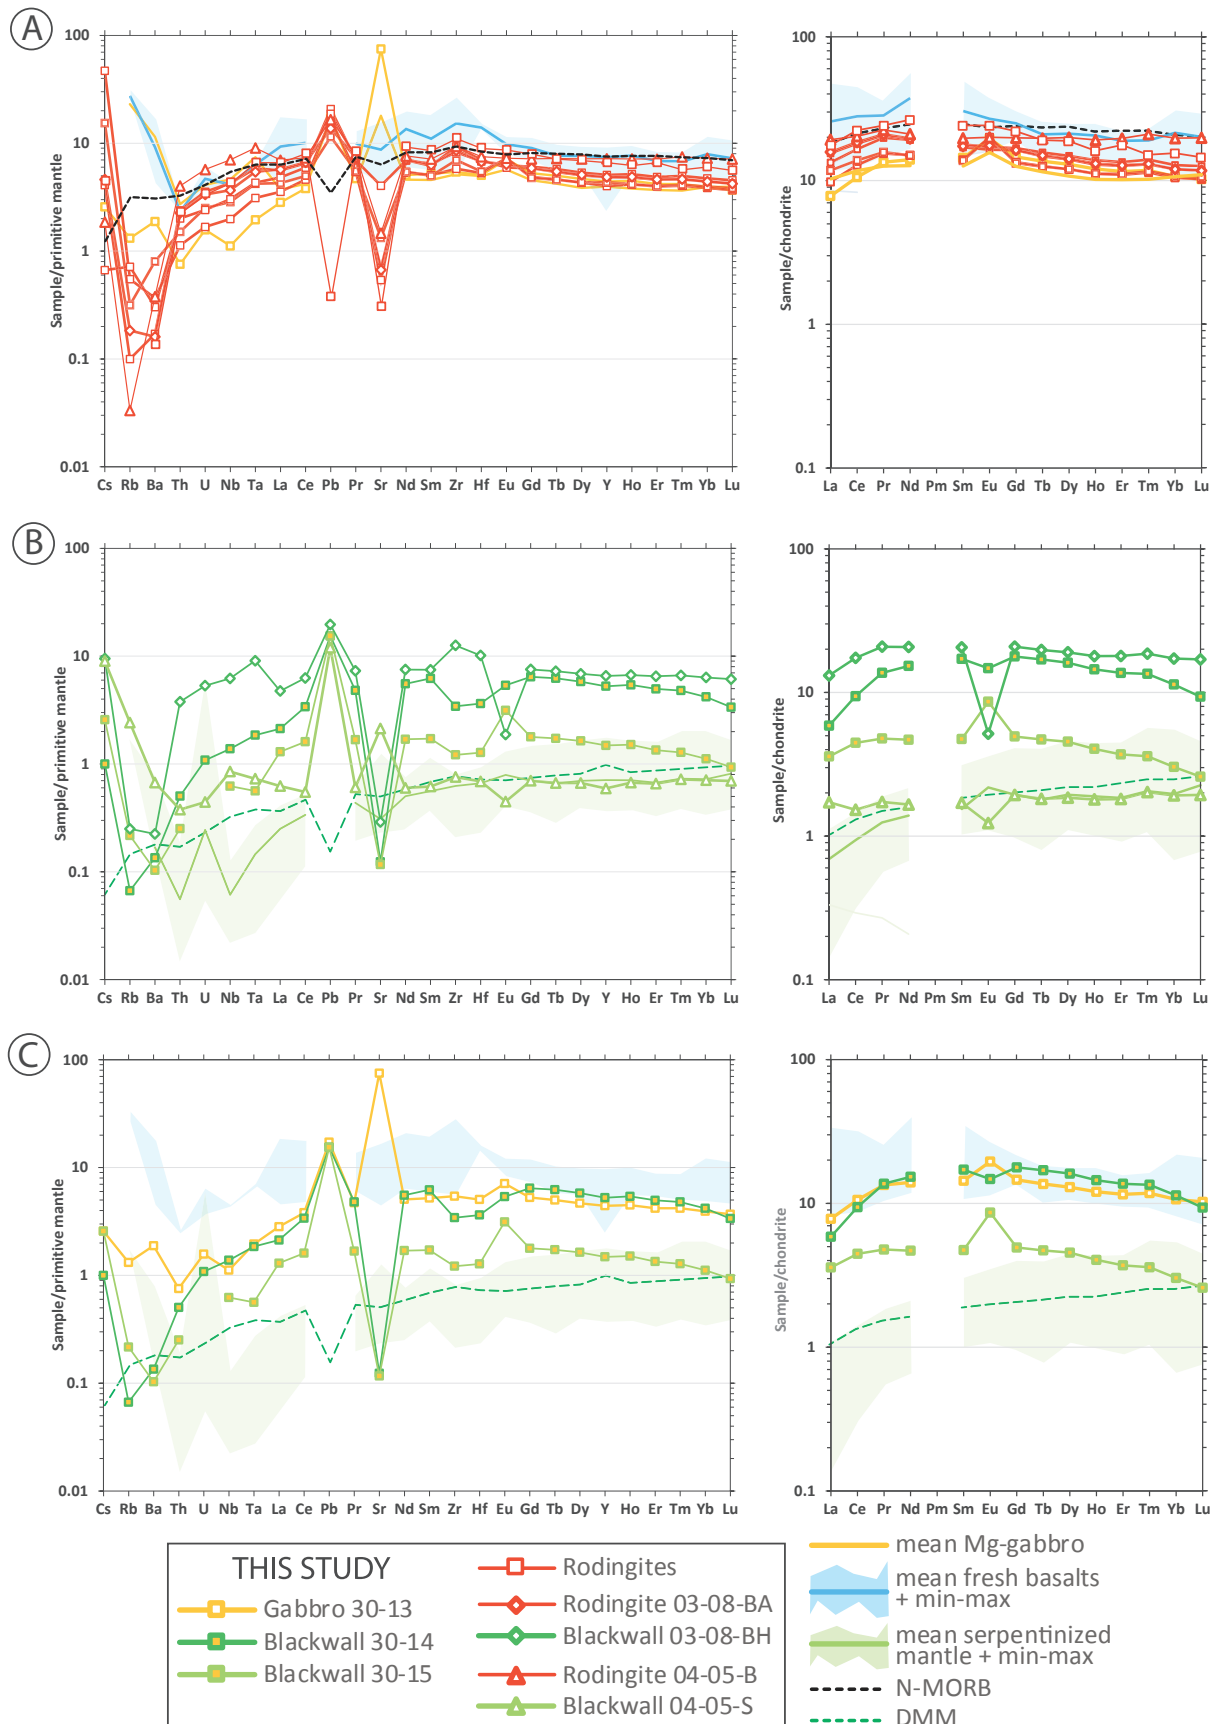 A
Sample/primitive mantle
100
10
1
0.1
0.01
Cs Rb Ba Th U Nb Ta La Ce Pb Pr Sr Nd Sm Zr Hf Eu Gd Tb Dy Y Ho Er Tm Yb Lu
Sample/chondrite
100
10
1
0.1
La Ce Pr Nd Pm Sm Eu Gd Tb Dy Ho Er Tm Yb Lu
B
Sample/primitive mantle
100
10
1
0.1
0.01
Cs Rb Ba Th U Nb Ta La Ce Pb Pr Sr Nd Sm Zr Hf Eu Gd Tb Dy Y Ho Er Tm Yb Lu
Sample/chondrite
100
10
1
0.1
La Ce Pr Nd Pm Sm Eu Gd Tb Dy Ho Er Tm Yb Lu
C
Sample/primitive mantle
100
10
1
0.1
0.01
Cs Rb Ba Th U Nb Ta La Ce Pb Pr Sr Nd Sm Zr Hf Eu Gd Tb Dy Y Ho Er Tm Yb Lu
Sample/chondrite
100
10
1
0.1
La Ce Pr Nd Pm Sm Eu Gd Tb Dy Ho Er Tm Yb Lu
THIS STUDY
Gabbro 30-13
Blackwall 30-14
Blackwall 30-15
Rodingites
Rodingite 03-08-BA
Blackwall 03-08-BH
Rodingite 04-05-B
Blackwall 04-05-S
mean Mg-gabbro
mean fresh basalts
+ min-max
mean serpentinized
mantle + min-max
N-MORB
DMM